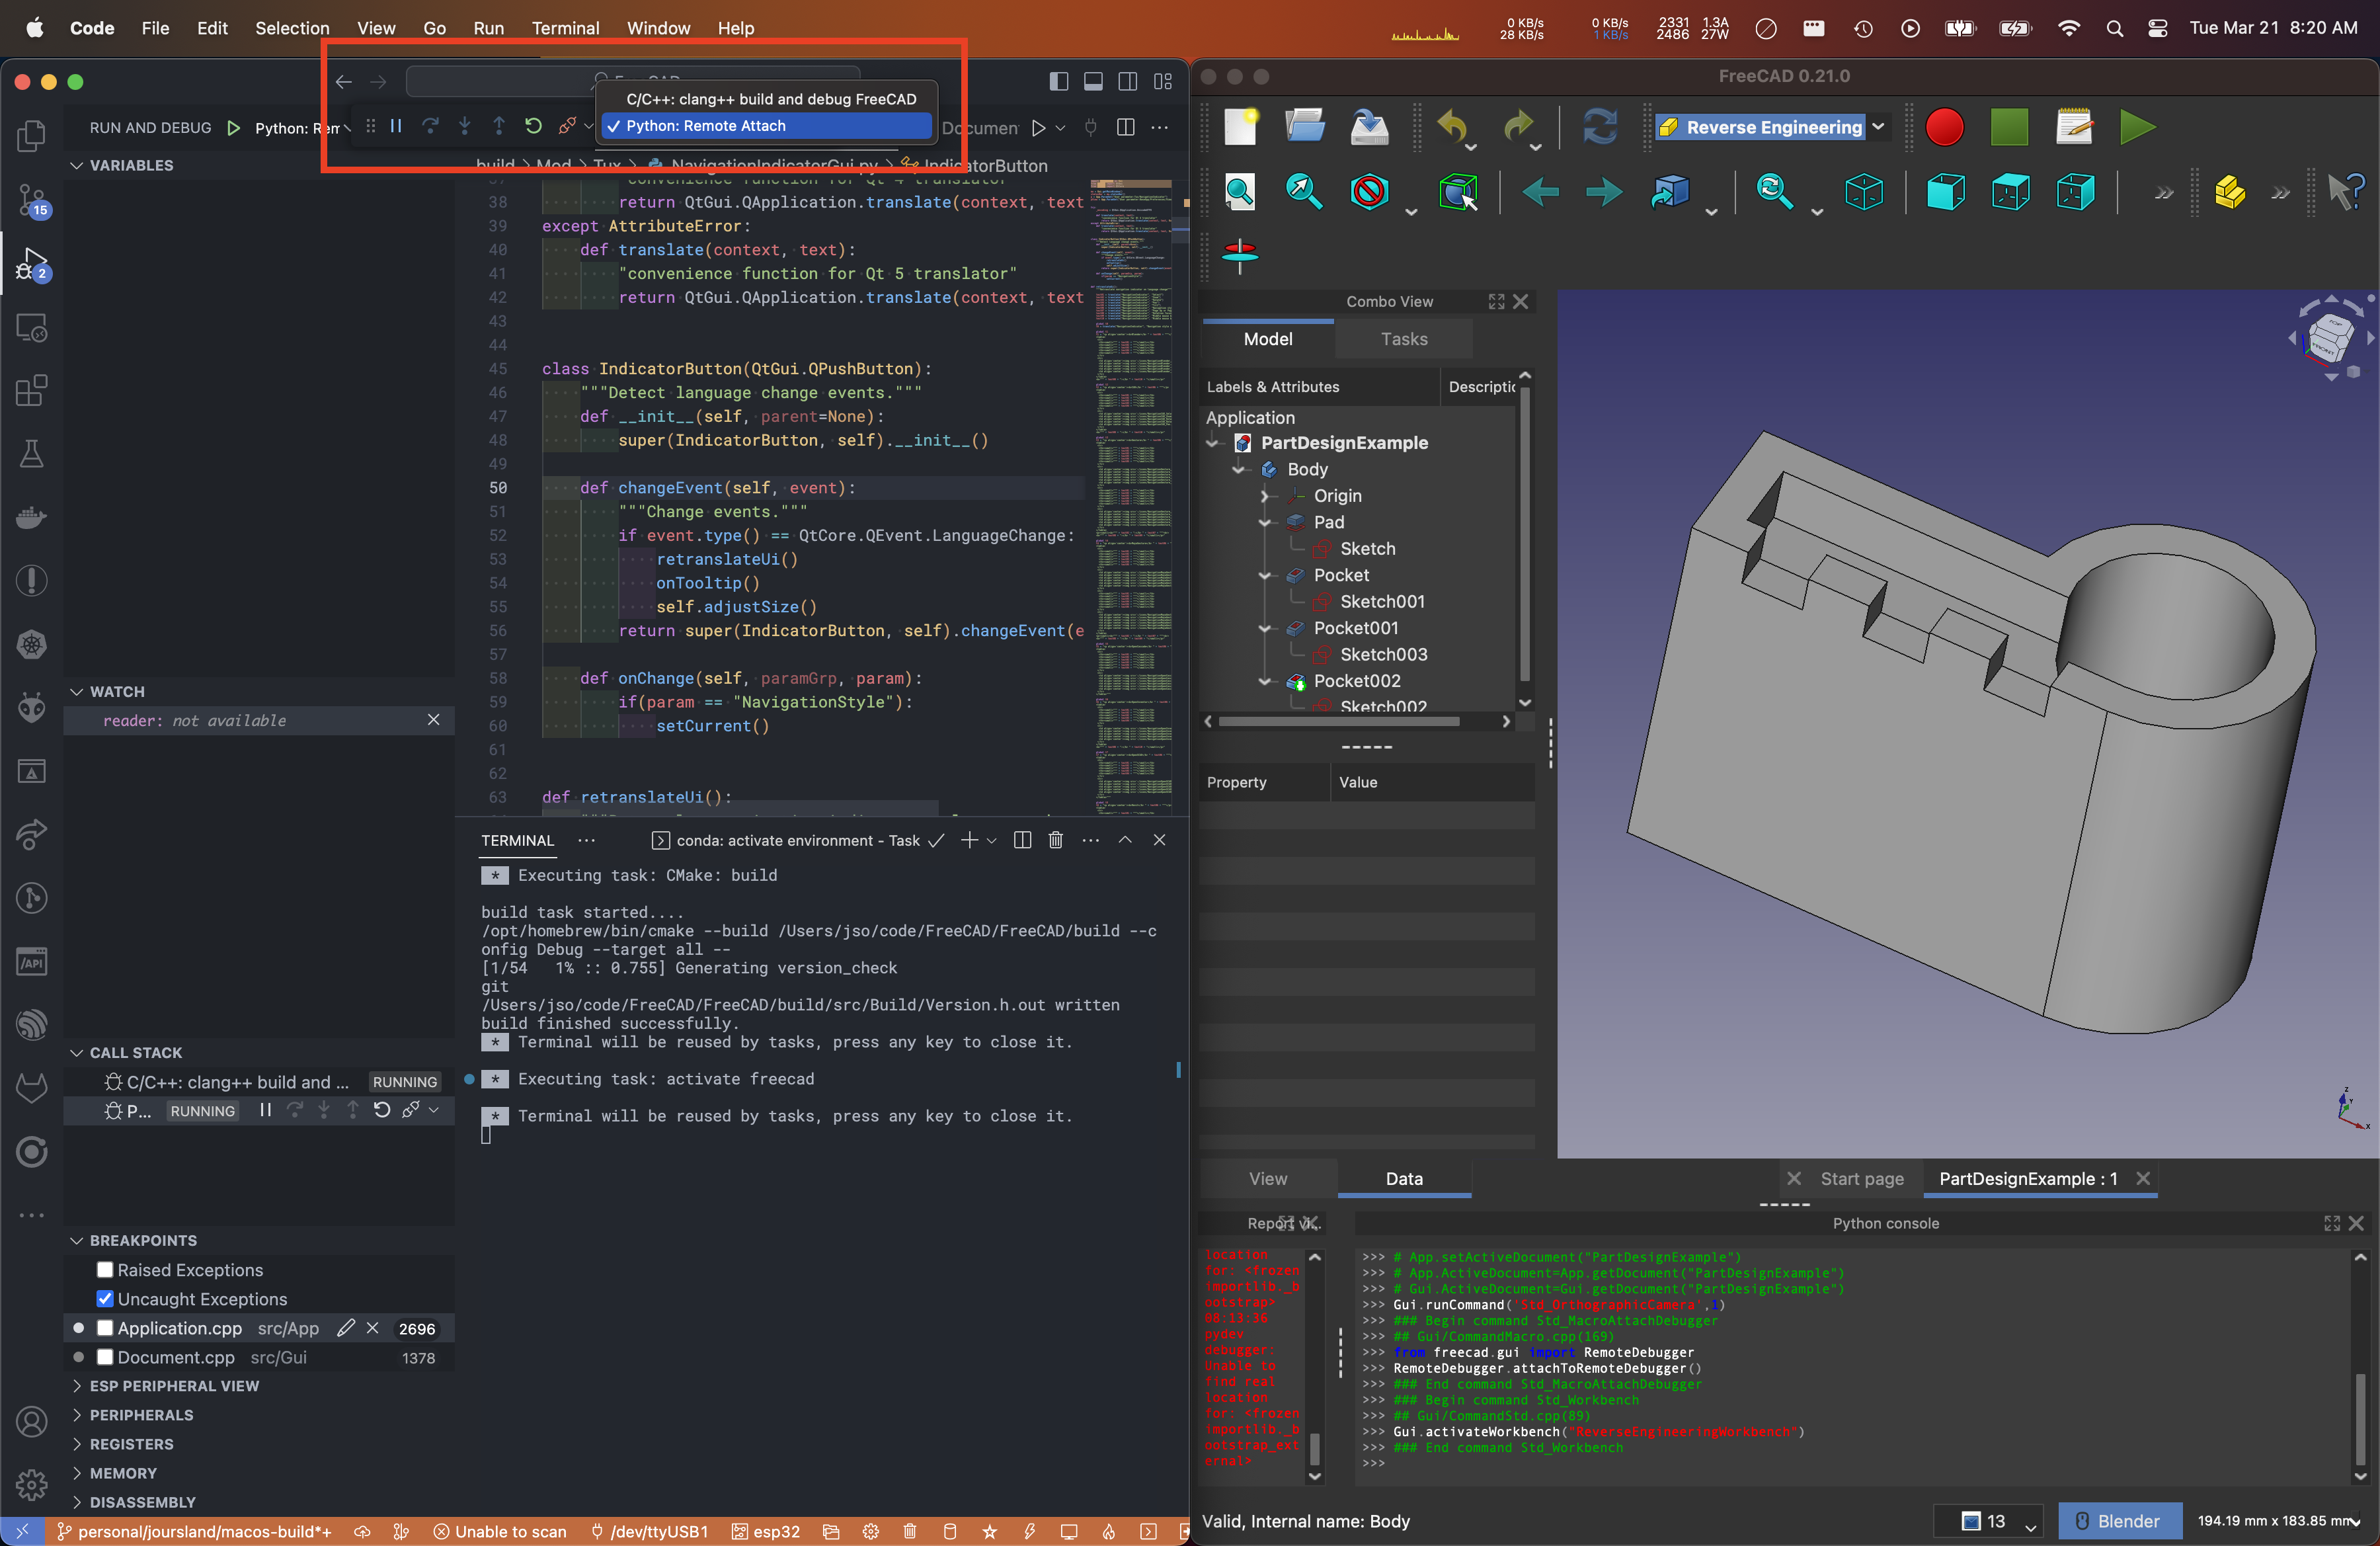 Code File Edit Selection View Go Run Terminal Window Help
0 KB/s
28 KB/s
0 KB/s
1 KB/s
2331
2486
1.3A
27W
Tue Mar 21 8:20 AM
C/C++: clang++ build and debug FreeCAD
✓ Python: Remote Attach
RUN AND DEBUG
Python: Rem
Documen
VARIABLES
NavigationIndicatorGui.py > IndicatorButton
"convenience function for Qt 4 translator"
38 return QtGui.QApplication.translate(context, text
39 except AttributeError:
40 def translate(context, text):
41 "convenience function for Qt 5 translator"
42 return QtGui.QApplication.translate(context, text
43
44
45 class IndicatorButton(QtGui.QPushButton):
46 """Detect language change events."""
47 def __init__(self, parent=None):
48 super(IndicatorButton, self).__init__()
49
50 def changeEvent(self, event):
51 """Change events."""
52 if event.type() == QtCore.QEvent.LanguageChange:
53 retranslateUi()
54 onTooltip()
55 self.adjustSize()
56 return super(IndicatorButton, self).changeEvent(e
57
58 def onChange(self, paramGrp, param):
59 if(param == "NavigationStyle"):
60 setCurrent()
61
62
63 def retranslateUi():
15
2
WATCH
reader: not available
CALL STACK
C/C++: clang++ build and ... RUNNING
P... RUNNING
BREAKPOINTS
Raised Exceptions
Uncaught Exceptions
Application.cpp src/App 2696
Document.cpp src/Gui 1378
ESP PERIPHERAL VIEW
PERIPHERALS
REGISTERS
MEMORY
DISASSEMBLY
/API
TERMINAL ··· conda: activate environment - Task
* Executing task: CMake: build
build task started....
/opt/homebrew/bin/cmake --build /Users/jso/code/FreeCAD/FreeCAD/build --c
onfig Debug --target all --
[1/54 1% :: 0.755] Generating version_check
git
/Users/jso/code/FreeCAD/FreeCAD/build/src/Build/Version.h.out written
build finished successfully.
* Terminal will be reused by tasks, press any key to close it.
* Executing task: activate freecad
* Terminal will be reused by tasks, press any key to close it.
personal/joursland/macos-build*+ Unable to scan /dev/ttyUSB1 esp32
FreeCAD 0.21.0
Reverse Engineering
Combo View
Model Tasks
Labels & Attributes Descriptic
Application
PartDesignExample
Body
Origin
Pad
Sketch
Pocket
Sketch001
Pocket001
Sketch003
Pocket002
Sketch002
Property Value
TOP
FRONT
Z
Y
X
View Data
Start page PartDesignExample : 1
Report vi...
location
for: <frozen
importlib._b
ootstrap>
08:13:36
pydev
debugger:
Unable to
find real
location
for: <frozen
importlib._b
ootstrap_ext
ernal>
Python console
>>> # App.setActiveDocument("PartDesignExample")
>>> # App.ActiveDocument=App.getDocument("PartDesignExample")
>>> # Gui.ActiveDocument=Gui.getDocument("PartDesignExample")
>>> Gui.runCommand('Std_OrthographicCamera',1)
>>> ### Begin command Std_MacroAttachDebugger
>>> ## Gui/CommandMacro.cpp(169)
>>> from freecad.gui import RemoteDebugger
>>> RemoteDebugger.attachToRemoteDebugger()
>>> ### End command Std_MacroAttachDebugger
>>> ### Begin command Std_Workbench
>>> ## Gui/CommandStd.cpp(89)
>>> Gui.activateWorkbench("ReverseEngineeringWorkbench")
>>> ### End command Std_Workbench
>>>
Valid, Internal name: Body
13
Blender
194.19 mm x 183.85 mm